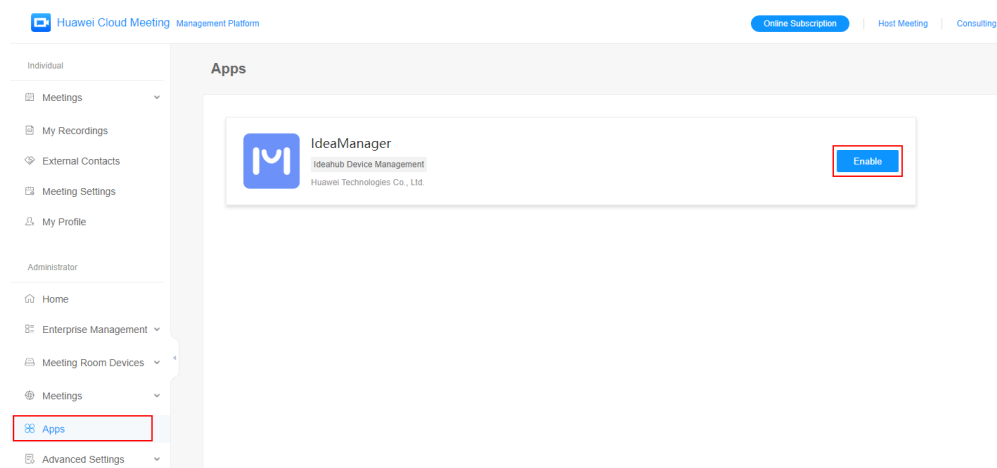 Huawei Cloud Meeting Management Platform
Online Subscription
Host Meeting
Consulting
Individual
Meetings
My Recordings
External Contacts
Meeting Settings
My Profile
Administrator
Home
Enterprise Management
Meeting Room Devices
Meetings
Apps
Advanced Settings
Apps
IdeaManager
Ideahub Device Management
Huawei Technologies Co., Ltd.
Enable